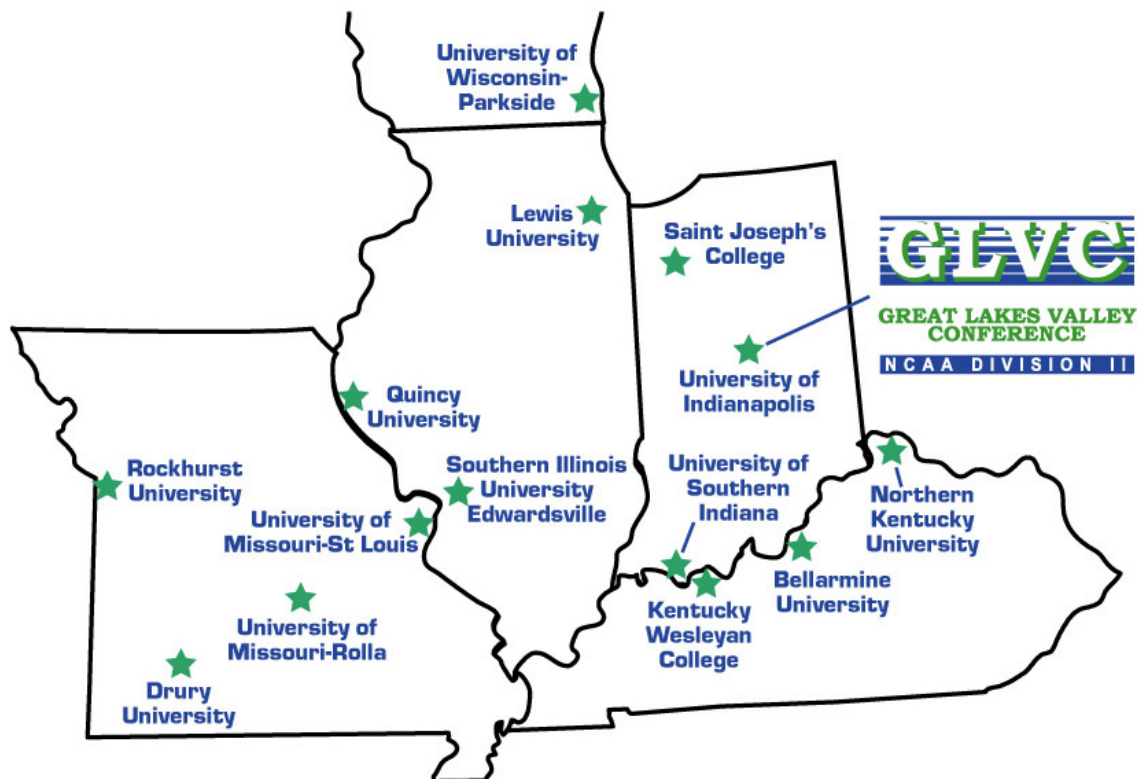 University of
Wisconsin-
Parkside
Lewis
University
Saint Joseph's
College
GLVC
GREAT LAKES VALLEY
CONFERENCE
NCAA DIVISION II
University of
Indianapolis
Quincy
University
Rockhurst
University
Southern Illinois
University
Edwardsville
University of
Southern
Indiana
Northern
Kentucky
University
University of
Missouri-St Louis
Bellarmine
University
Kentucky
Wesleyan
College
University of
Missouri-Rolla
Drury
University